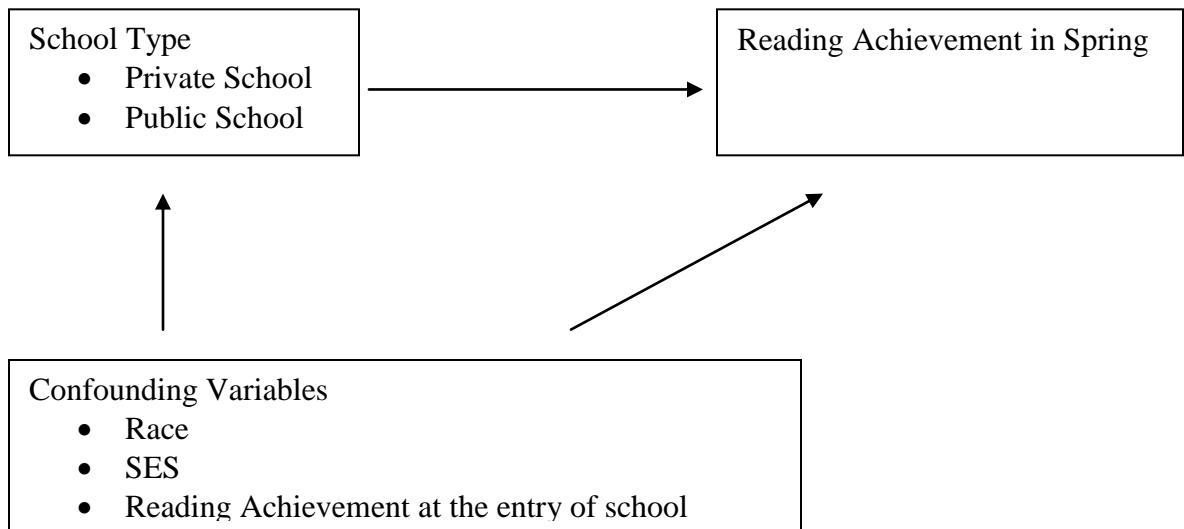 School Type
• Private School
• Public School
Reading Achievement in Spring
Confounding Variables
• Race
• SES
• Reading Achievement at the entry of school